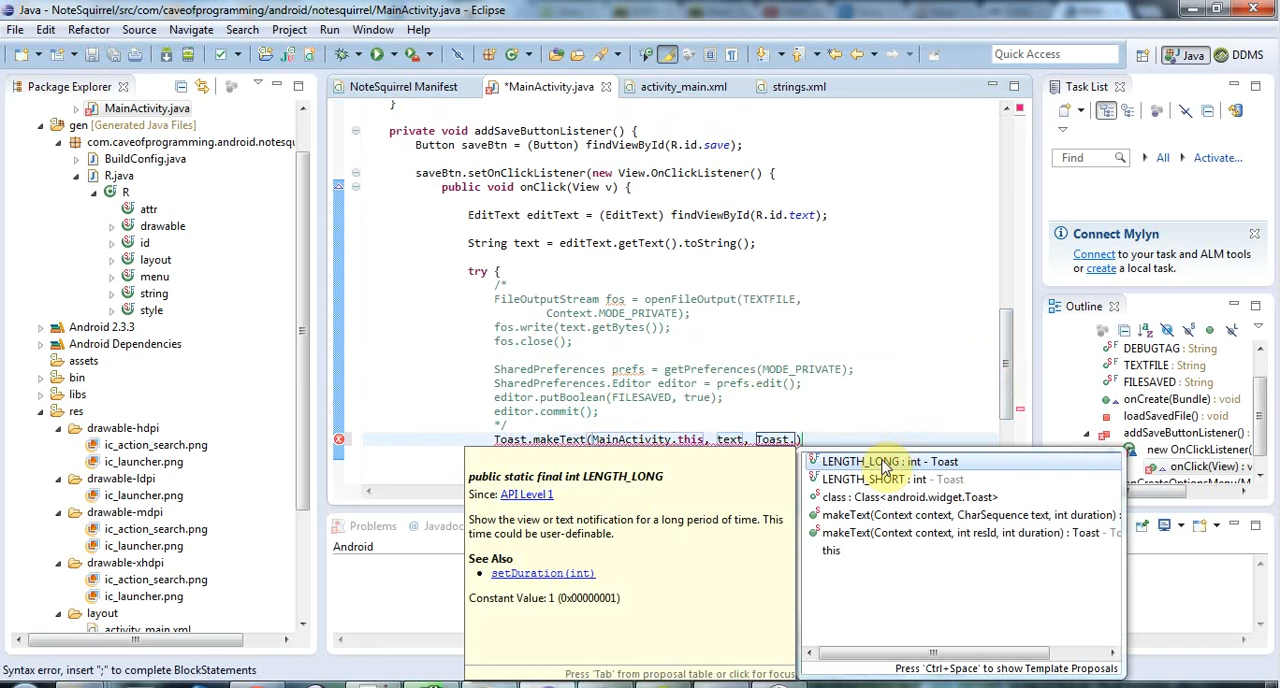 Java - NoteSquirrel/src/com/caveofprogramming/android/notesquirrel/MainActivity.java - Eclipse
File Edit Refactor Source Navigate Search Project Run Window Help
Quick Access
Java
DDMS
Package Explorer
MainActivity.java
gen [Generated Java Files]
com.caveofprogramming.android.notesqu
BuildConfig.java
R.java
R
attr
drawable
id
layout
menu
string
style
Android 2.3.3
Android Dependencies
assets
bin
libs
res
drawable-hdpi
ic_action_search.png
ic_launcher.png
drawable-ldpi
ic_action_search.png
ic_launcher.png
drawable-mdpi
ic_action_search.png
ic_launcher.png
drawable-xhdpi
ic_action_search.png
ic_launcher.png
layout
activity_main.xml
NoteSquirrel Manifest
*MainActivity.java
activity_main.xml
strings.xml
}
private void addSaveButtonListener() {
Button saveBtn = (Button) findViewById(R.id.save);
saveBtn.setOnClickListener(new View.OnClickListener() {
public void onClick(View v) {
EditText editText = (EditText) findViewById(R.id.text);
String text = editText.getText().toString();
try {
/*
FileOutputStream fos = openFileOutput(TEXTFILE,
Context.MODE_PRIVATE);
fos.write(text.getBytes());
fos.close();
SharedPreferences prefs = getPreferences(MODE_PRIVATE);
SharedPreferences.Editor editor = prefs.edit();
editor.putBoolean(FILESAVED, true);
editor.commit();
*/
Toast.makeText(MainActivity.this, text, Toast.)
public static final int LENGTH_LONG
Since: API Level 1
Show the view or text notification for a long period of time. This
time could be user-definable.
See Also
setDuration(int)
Constant Value: 1 (0x00000001)
Press 'Tab' from proposal table or click for focus
LENGTH_LONG : int - Toast
LENGTH_SHORT : int - Toast
class : Class<android.widget.Toast>
makeText(Context context, CharSequence text, int duration) :
makeText(Context context, int resId, int duration) : Toast - To
this
Press 'Ctrl+Space' to show Template Proposals
Problems
Javadoc
Android
Task List
Find
All
Activate...
Connect Mylyn
Connect to your task and ALM tools
or create a local task.
Outline
DEBUGTAG : String
TEXTFILE : String
FILESAVED : String
onCreate(Bundle) : void
loadSavedFile() : void
addSaveButtonListener() :
new OnClickListener()
onClick(View) : v
Syntax error, insert ";" to complete BlockStatements